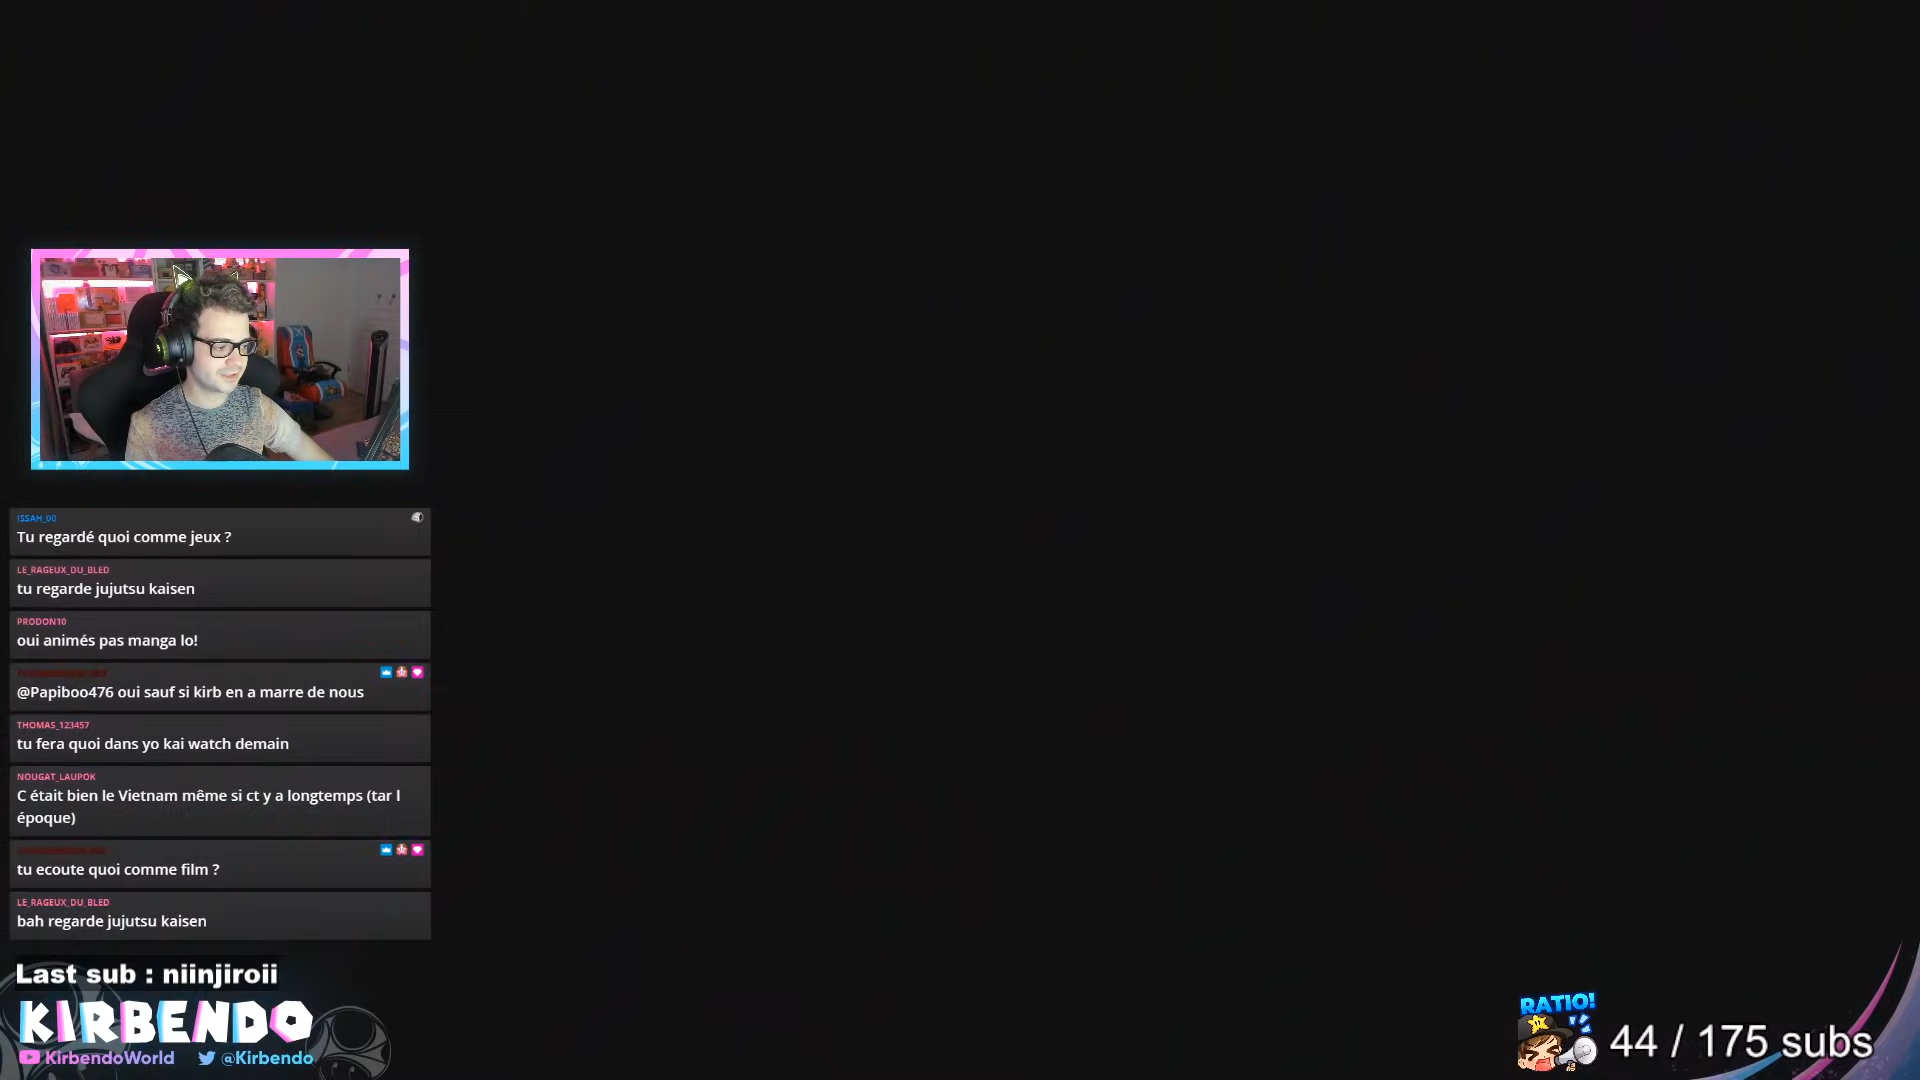 ISSAH_00
Tu regardé quoi comme jeux ?
LE_RAGEUX_DU_BLED
tu regarde jujutsu kaisen
PRODON10
oui animés pas manga lo!
@Papiboo476 oui sauf si kirb en a marre de nous
THOMAS_123457
tu fera quoi dans yo kai watch demain
NOUGAT_LAUPOK
C était bien le Vietnam même si ct y a longtemps (tar l
époque)
tu ecoute quoi comme film ?
LE_RAGEUX_DU_BLED
bah regarde jujutsu kaisen
Last sub : niinjiroii
KIRBENDO
KirbendoWorld @Kirbendo
RATIO!
44 / 175 subs